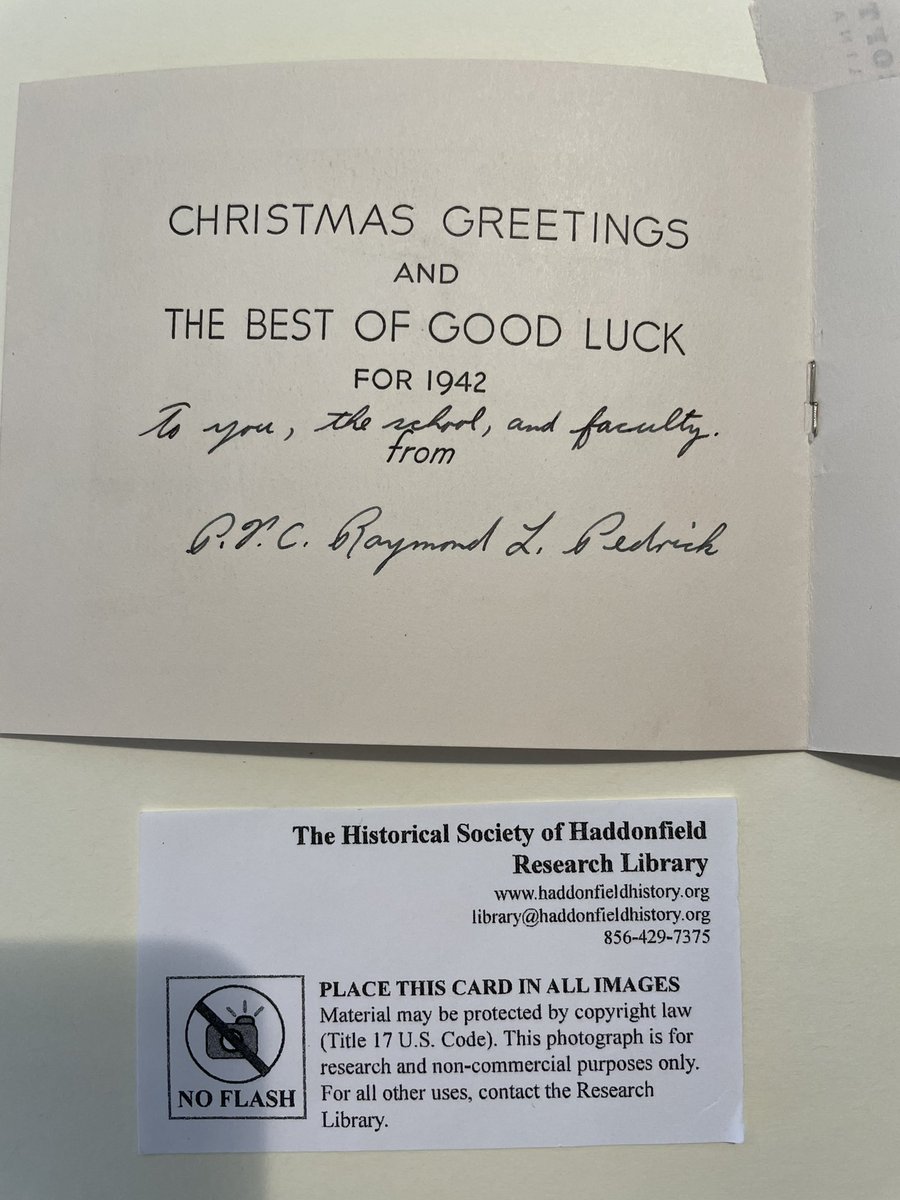 CHRISTMAS GREETINGS
AND
THE BEST OF GOOD LUCK
FOR 1942
To you, the school, and faculty.
from
P.F.C. Raymond L. Pedrick
The Historical Society of Haddonfield
Research Library
www.haddonfieldhistory.org
library@haddonfieldhistory.org
856-429-7375
NO FLASH
PLACE THIS CARD IN ALL IMAGES
Material may be protected by copyright law
(Title 17 U.S. Code). This photograph is for
research and non-commercial purposes only.
For all other uses, contact the Research
Library.